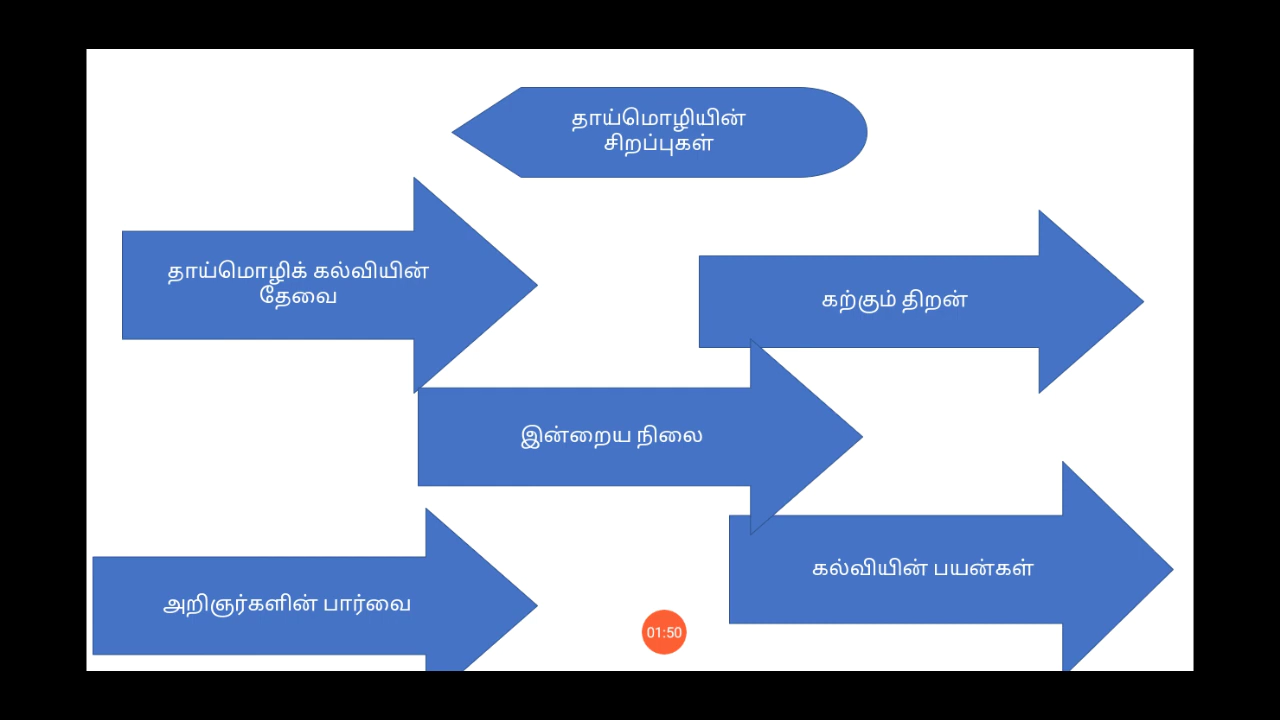 தாய்மொழியின்
சிறப்புகள்
தாய்மொழிக் கல்வியின்
தேவை
கற்கும் திறன்
இன்றைய நிலை
கல்வியின் பயன்கள்
அறிஞர்களின் பார்வை
01:50